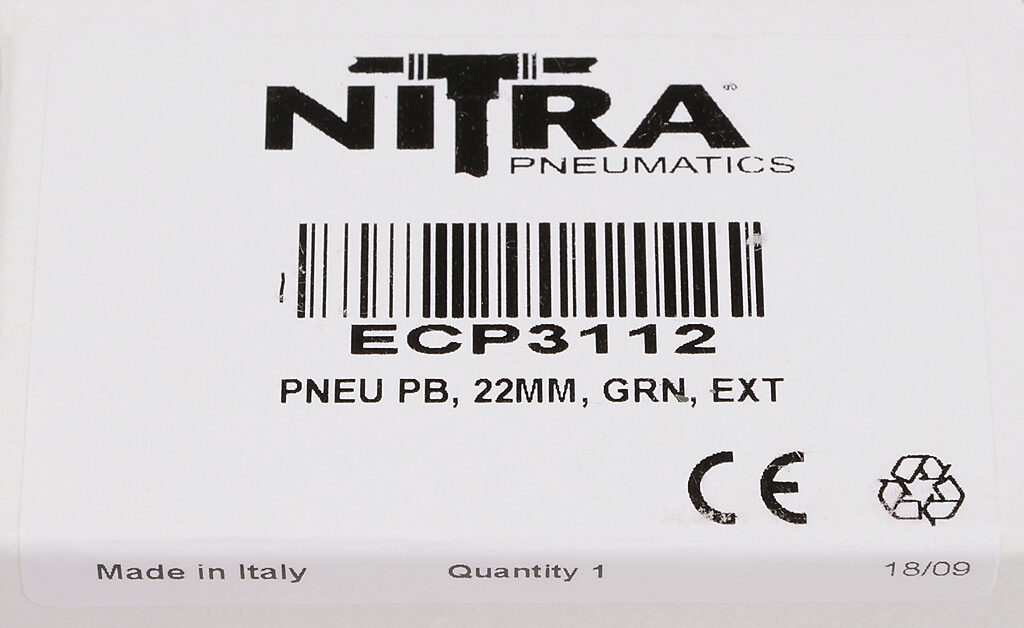 NITRA®
PNEUMATICS
ECP3112
PNEU PB, 22MM, GRN, EXT
CE
Made in Italy
Quantity 1
18/09